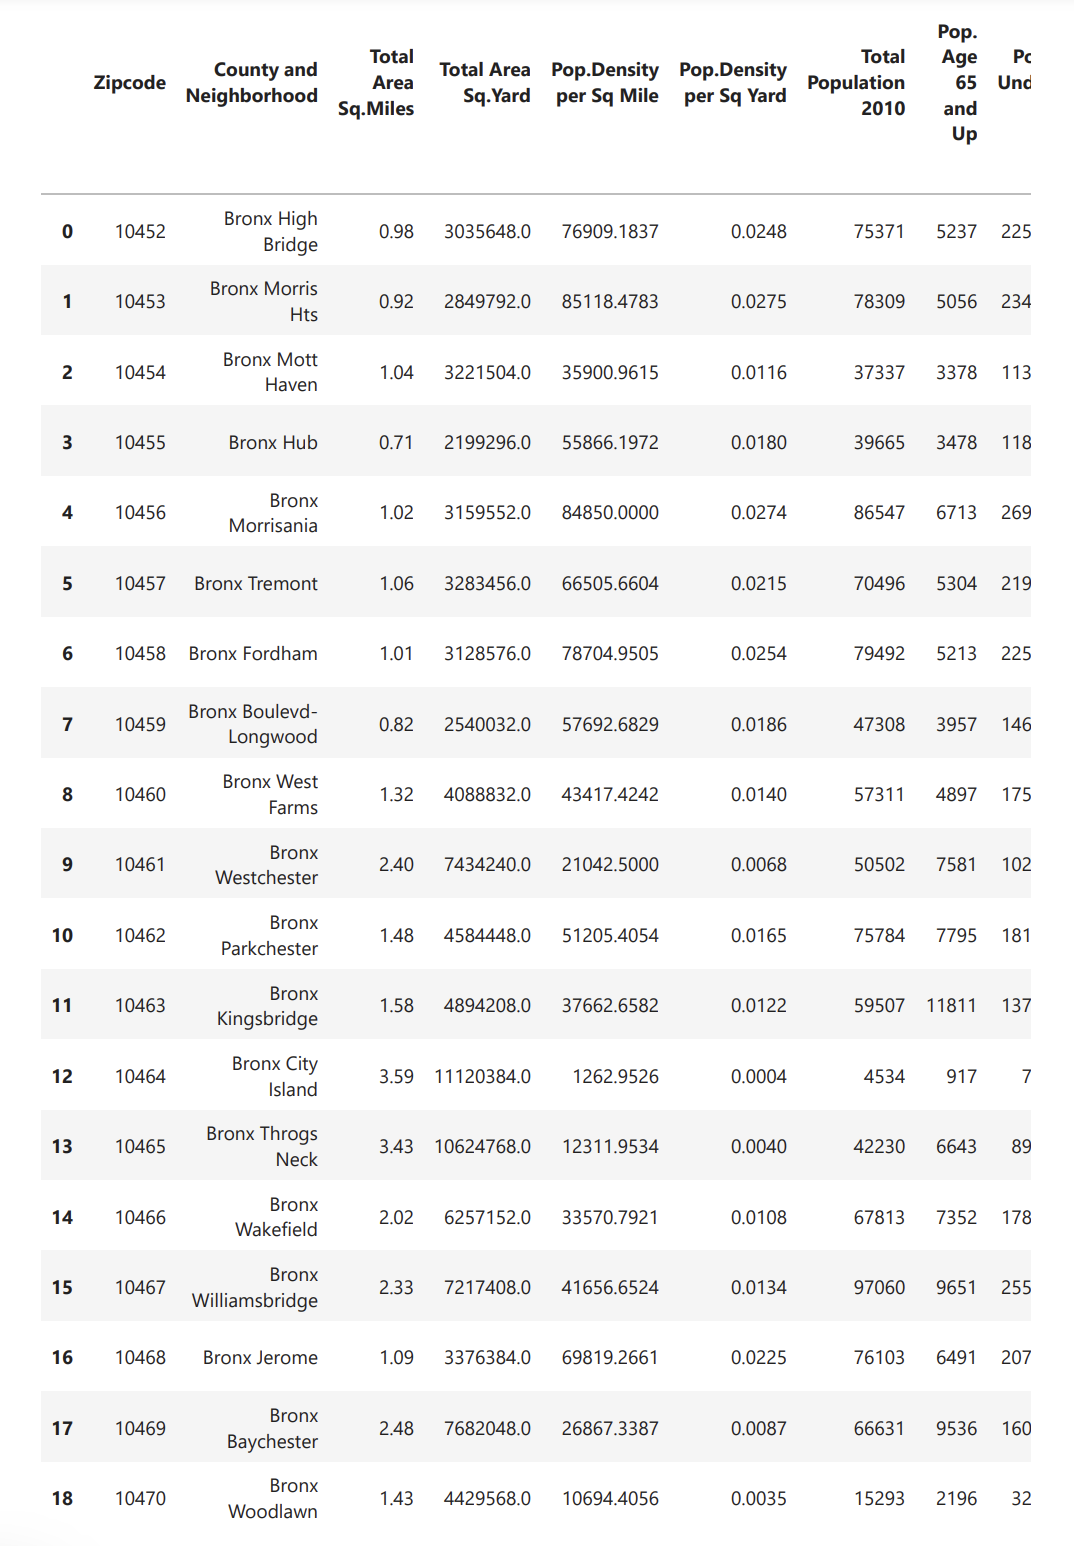 Zipcode County and Neighborhood Total Area Sq.Miles Total Area Sq.Yard Pop.Density per Sq Mile Pop.Density per Sq Yard Total Population 2010 Pop. Age 65 and Up
0 10452 Bronx High Bridge 0.98 3035648.0 76909.1837 0.0248 75371 5237 225
1 10453 Bronx Morris Hts 0.92 2849792.0 85118.4783 0.0275 78309 5056 234
2 10454 Bronx Mott Haven 1.04 3221504.0 35900.9615 0.0116 37337 3378 113
3 10455 Bronx Hub 0.71 2199296.0 55866.1972 0.0180 39665 3478 118
4 10456 Bronx Morrisania 1.02 3159552.0 84850.0000 0.0274 86547 6713 269
5 10457 Bronx Tremont 1.06 3283456.0 66505.6604 0.0215 70496 5304 219
6 10458 Bronx Fordham 1.01 3128576.0 78704.9505 0.0254 79492 5213 225
7 10459 Bronx Boulevd-Longwood 0.82 2540032.0 57692.6829 0.0186 47308 3957 146
8 10460 Bronx West Farms 1.32 4088832.0 43417.4242 0.0140 57311 4897 175
9 10461 Bronx Westchester 2.40 7434240.0 21042.5000 0.0068 50502 7581 102
10 10462 Bronx Parkchester 1.48 4584448.0 51205.4054 0.0165 75784 7795 181
11 10463 Bronx Kingsbridge 1.58 4894208.0 37662.6582 0.0122 59507 11811 137
12 10464 Bronx City Island 3.59 11120384.0 1262.9526 0.0004 4534 917 7
13 10465 Bronx Throgs Neck 3.43 10624768.0 12311.9534 0.0040 42230 6643 89
14 10466 Bronx Wakefield 2.02 6257152.0 33570.7921 0.0108 67813 7352 178
15 10467 Bronx Williamsbridge 2.33 7217408.0 41656.6524 0.0134 97060 9651 255
16 10468 Bronx Jerome 1.09 3376384.0 69819.2661 0.0225 76103 6491 207
17 10469 Bronx Baychester 2.48 7682048.0 26867.3387 0.0087 66631 9536 160
18 10470 Bronx Woodlawn 1.43 4429568.0 10694.4056 0.0035 15293 2196 32